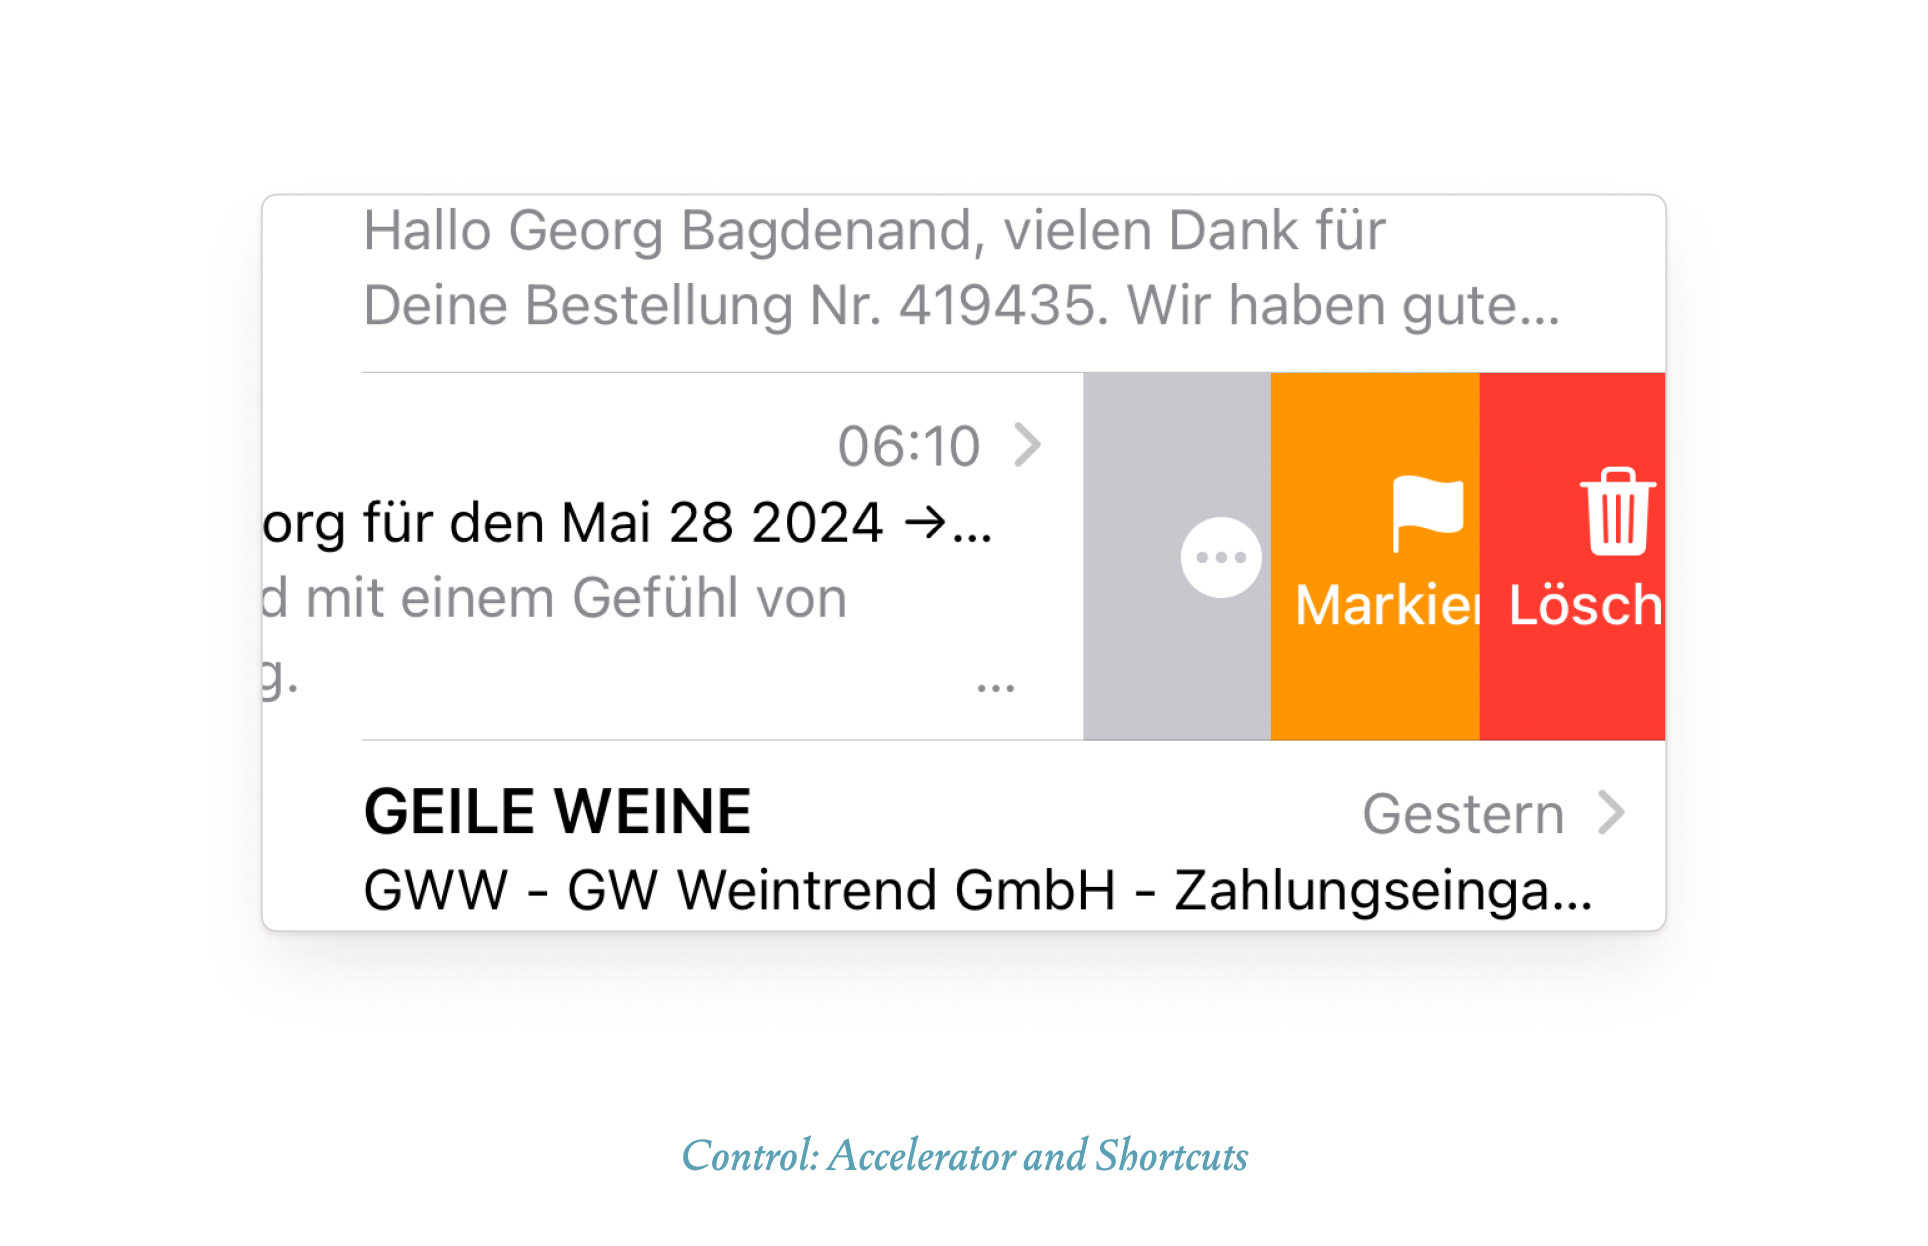 Hallo Georg Bagdenand, vielen Dank für
Deine Bestellung Nr. 419435. Wir haben gute...
06:10
org für den Mai 28 2024 →...
d mit einem Gefühl von
g. ...
Markier
Lösch
GEILE WEINE
Gestern
GWW - GW Weintrend GmbH - Zahlungseinga...
Control: Accelerator and Shortcuts